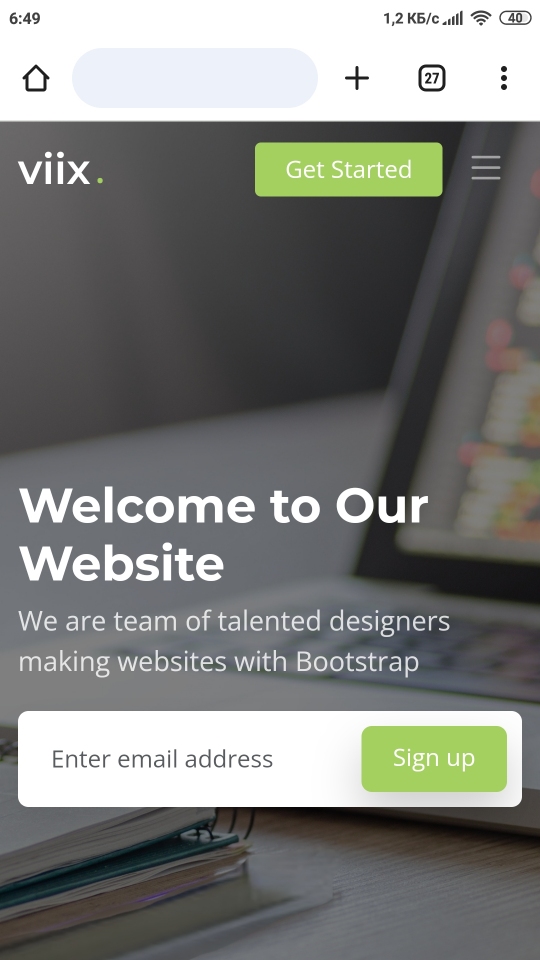 6:49
1,2 КБ/с
40
27
viix.
Get Started
Welcome to Our
Website
We are team of talented designers
making websites with Bootstrap
Enter email address
Sign up